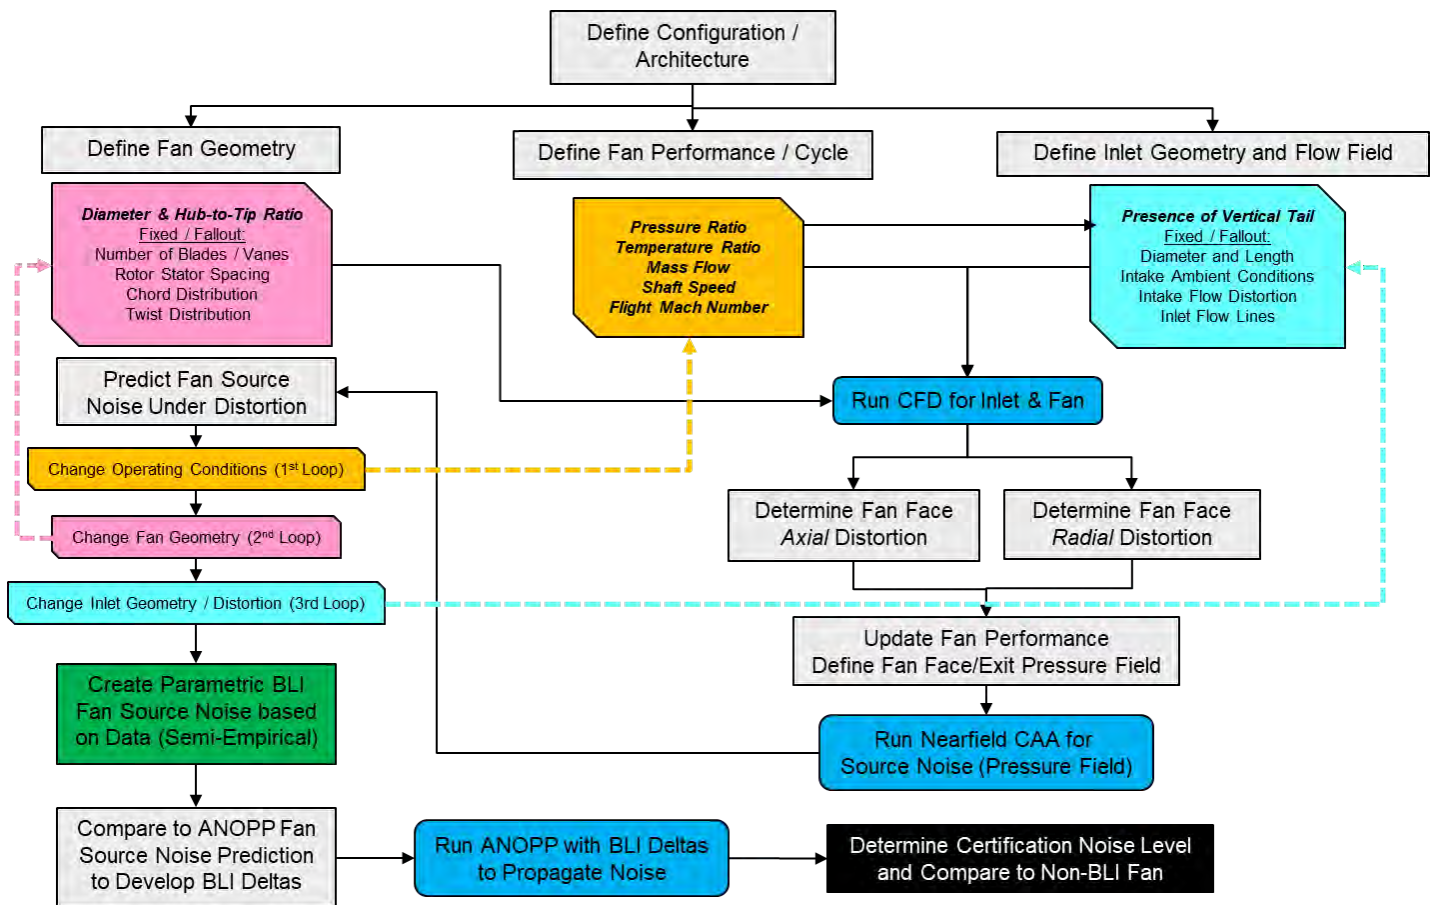 Define Configuration /
Architecture
Define Fan Geometry
Define Fan Performance / Cycle
Define Inlet Geometry and Flow Field
Diameter & Hub-to-Tip Ratio
Fixed / Fallout:
Number of Blades / Vanes
Rotor Stator Spacing
Chord Distribution
Twist Distribution
Pressure Ratio
Temperature Ratio
Mass Flow
Shaft Speed
Flight Mach Number
Presence of Vertical Tail
Fixed / Fallout:
Diameter and Length
Intake Ambient Conditions
Intake Flow Distortion
Inlet Flow Lines
Predict Fan Source
Noise Under Distortion
Run CFD for Inlet & Fan
Change Operating Conditions (1st Loop)
Determine Fan Face
Axial Distortion
Determine Fan Face
Radial Distortion
Change Fan Geometry (2nd Loop)
Change Inlet Geometry / Distortion (3rd Loop)
Update Fan Performance
Define Fan Face/Exit Pressure Field
Create Parametric BLI
Fan Source Noise based
on Data (Semi-Empirical)
Run Nearfield CAA for
Source Noise (Pressure Field)
Compare to ANOPP Fan
Source Noise Prediction
to Develop BLI Deltas
Run ANOPP with BLI Deltas
to Propagate Noise
Determine Certification Noise Level
and Compare to Non-BLI Fan